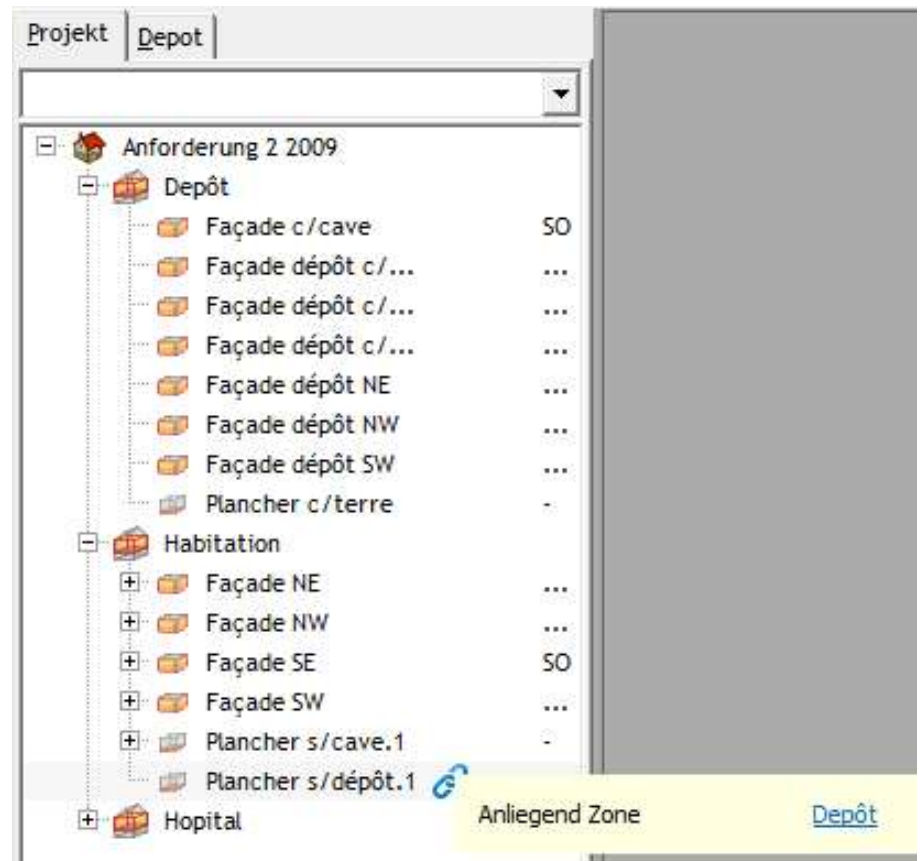 Projekt Depot
Anforderung 2 2009
Depôt
Façade c/cave SO
Façade dépôt c/... ...
Façade dépôt c/... ...
Façade dépôt c/... ...
Façade dépôt NE ...
Façade dépôt NW ...
Façade dépôt SW ...
Plancher c/terre -
Habitation
Façade NE ...
Façade NW ...
Façade SE SO
Façade SW ...
Plancher s/cave.1 -
Plancher s/dépôt.1
Anliegend Zone Depôt
Hopital